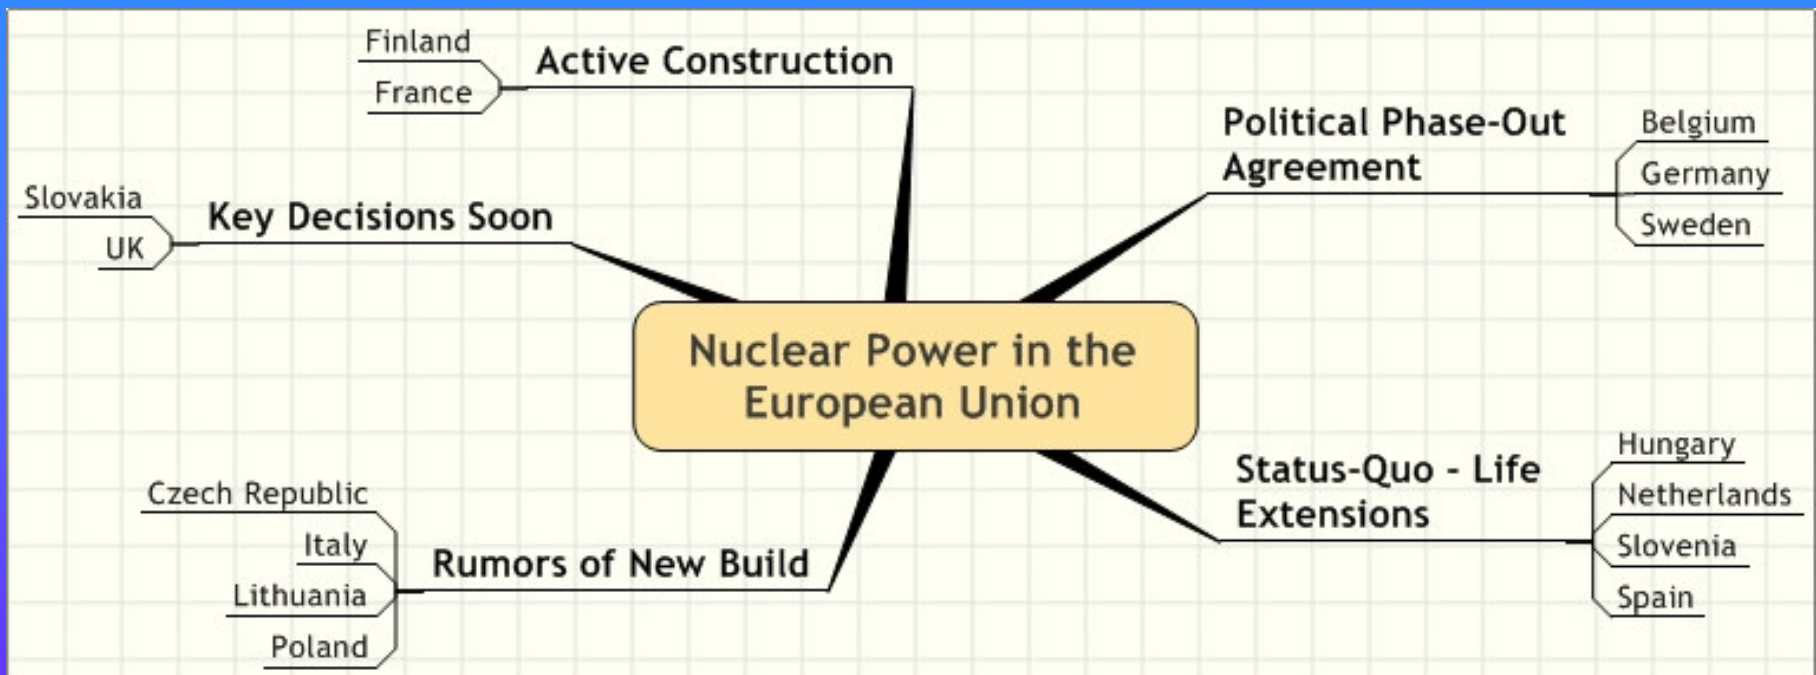 Nuclear Power in the
European Union
Active Construction
Finland
France
Key Decisions Soon
Slovakia
UK
Rumors of New Build
Czech Republic
Italy
Lithuania
Poland
Political Phase-Out
Agreement
Belgium
Germany
Sweden
Status-Quo - Life
Extensions
Hungary
Netherlands
Slovenia
Spain